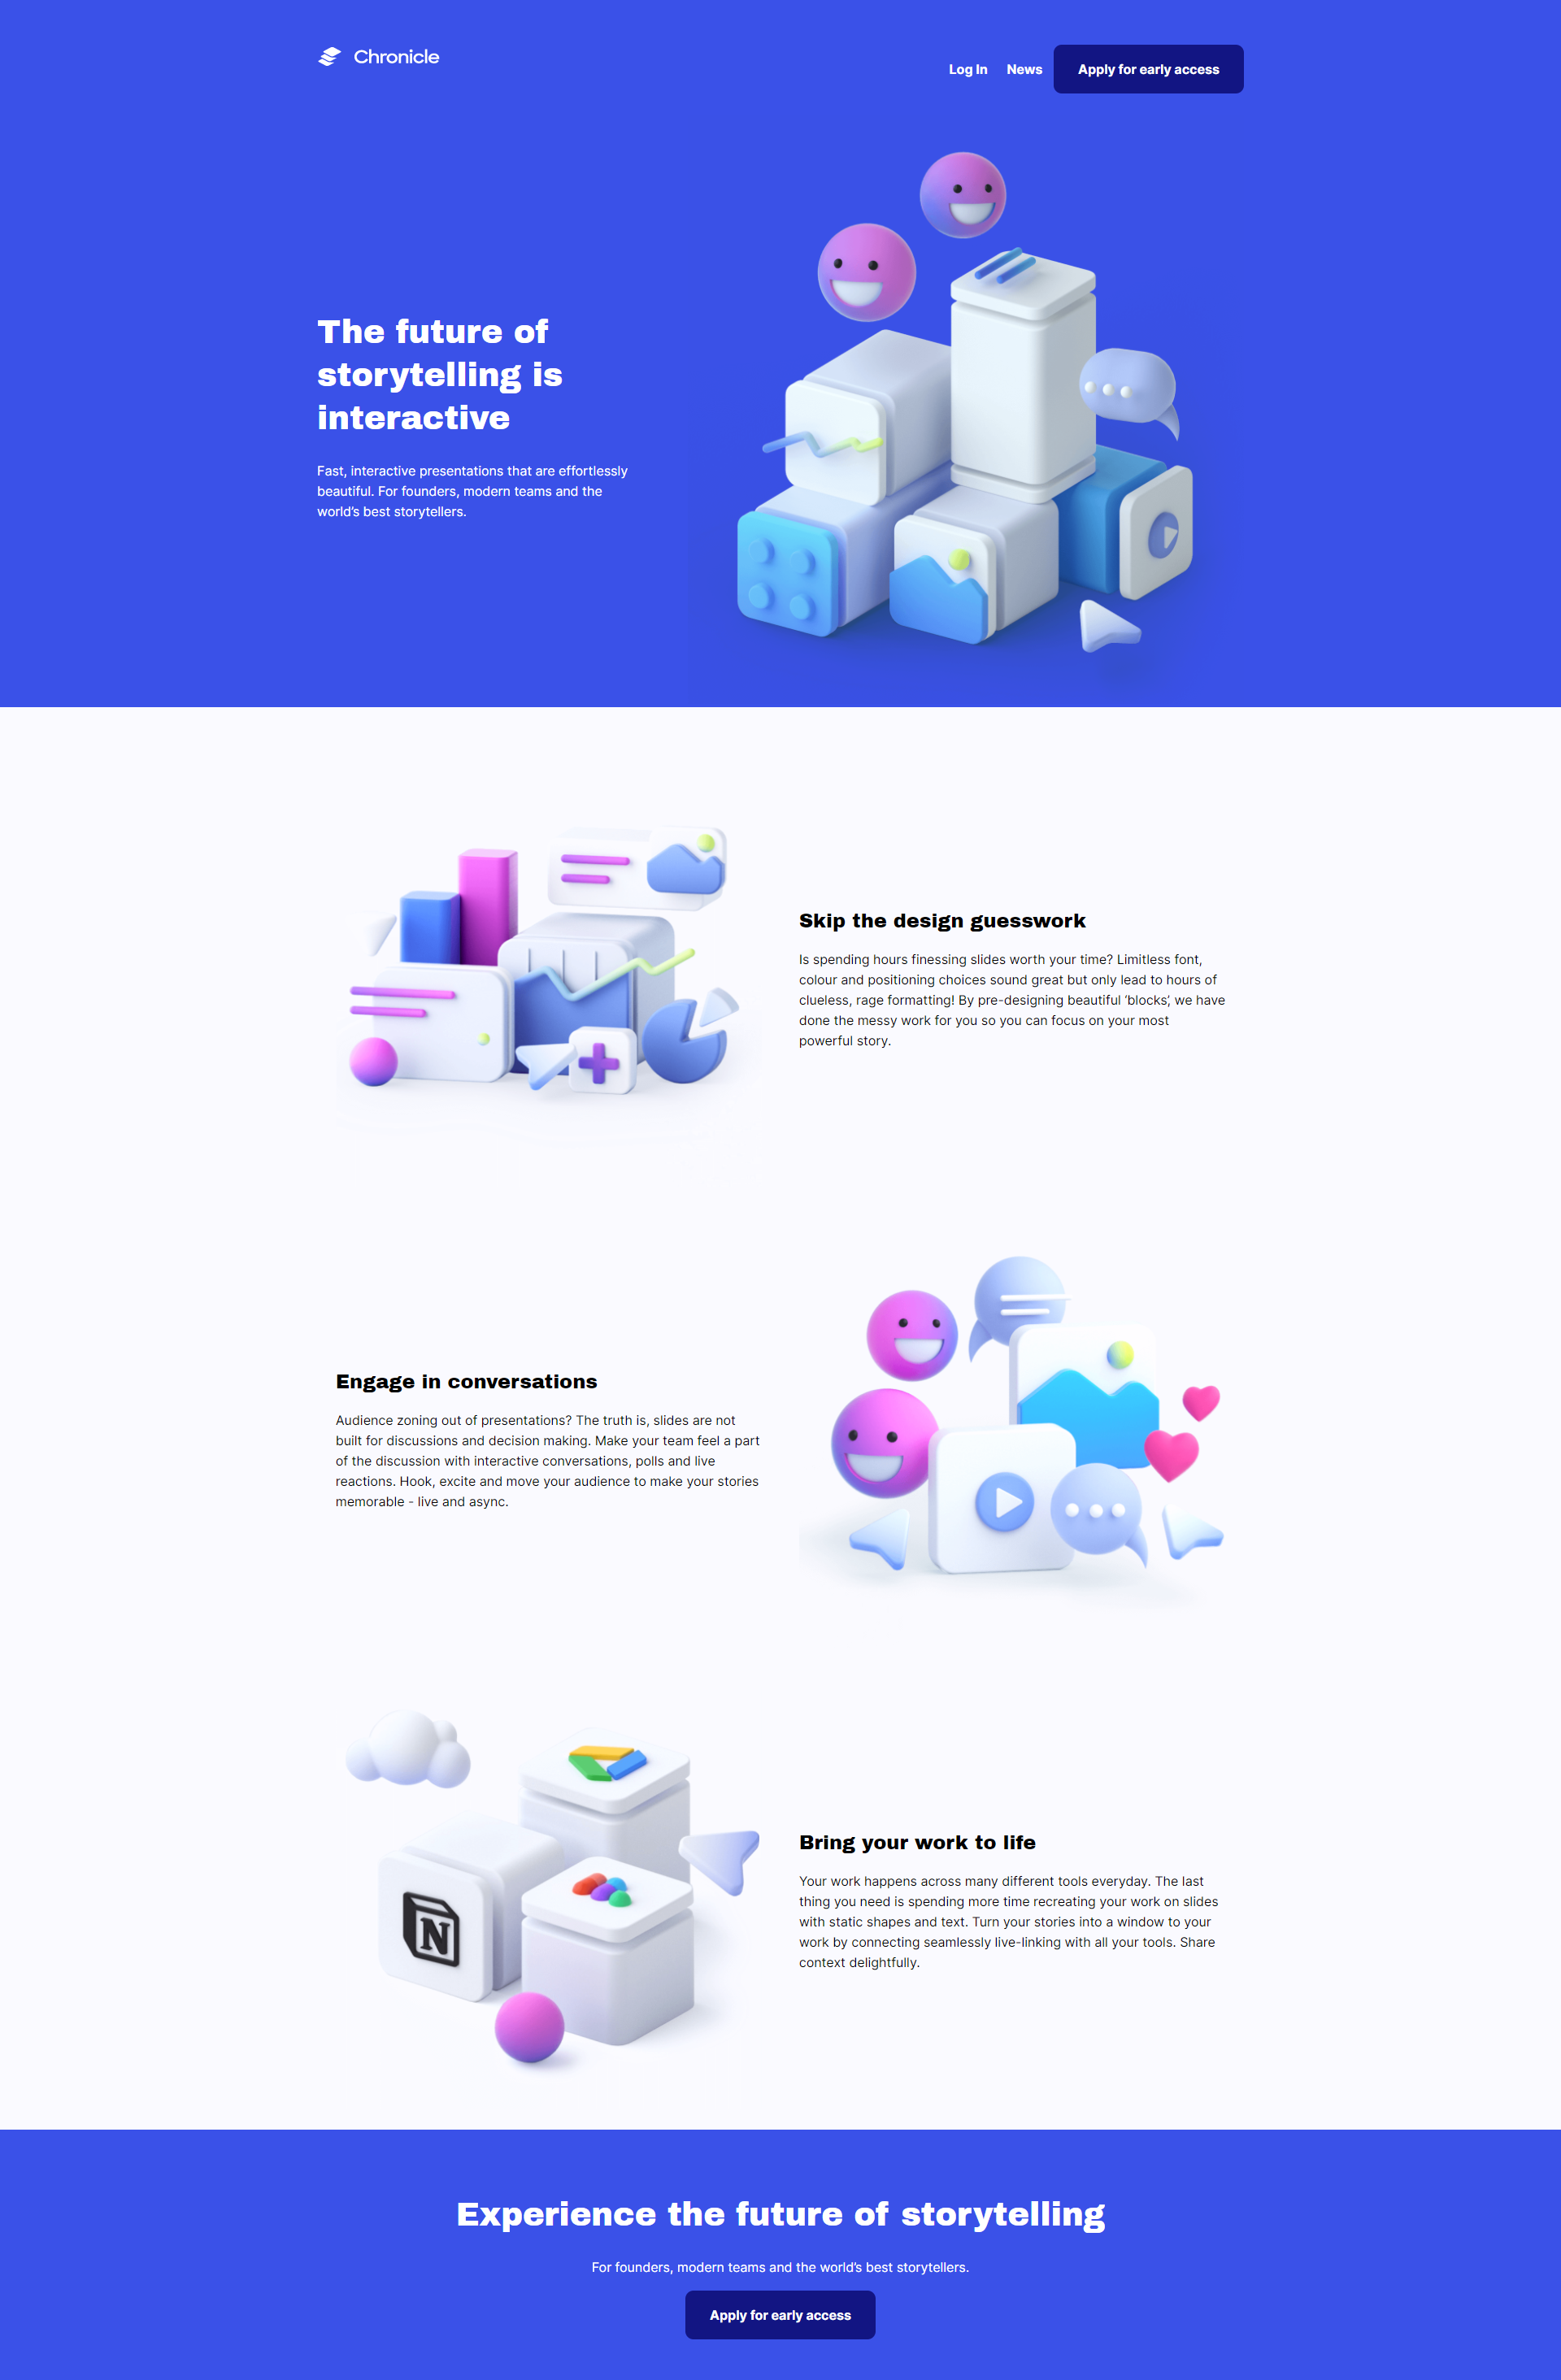 Chronicle
Log In
News
Apply for early access
The future of
storytelling is
interactive
Fast, interactive presentations that are effortlessly
beautiful. For founders, modern teams and the
world’s best storytellers.
Skip the design guesswork
Is spending hours finessing slides worth your time? Limitless font,
colour and positioning choices sound great but only lead to hours of
clueless, rage formatting! By pre-designing beautiful ‘blocks’, we have
done the messy work for you so you can focus on your most
powerful story.
Engage in conversations
Audience zoning out of presentations? The truth is, slides are not
built for discussions and decision making. Make your team feel a part
of the discussion with interactive conversations, polls and live
reactions. Hook, excite and move your audience to make your stories
memorable - live and async.
N
Bring your work to life
Your work happens across many different tools everyday. The last
thing you need is spending more time recreating your work on slides
with static shapes and text. Turn your stories into a window to your
work by connecting seamlessly live-linking with all your tools. Share
context delightfully.
Experience the future of storytelling
For founders, modern teams and the world’s best storytellers.
Apply for early access